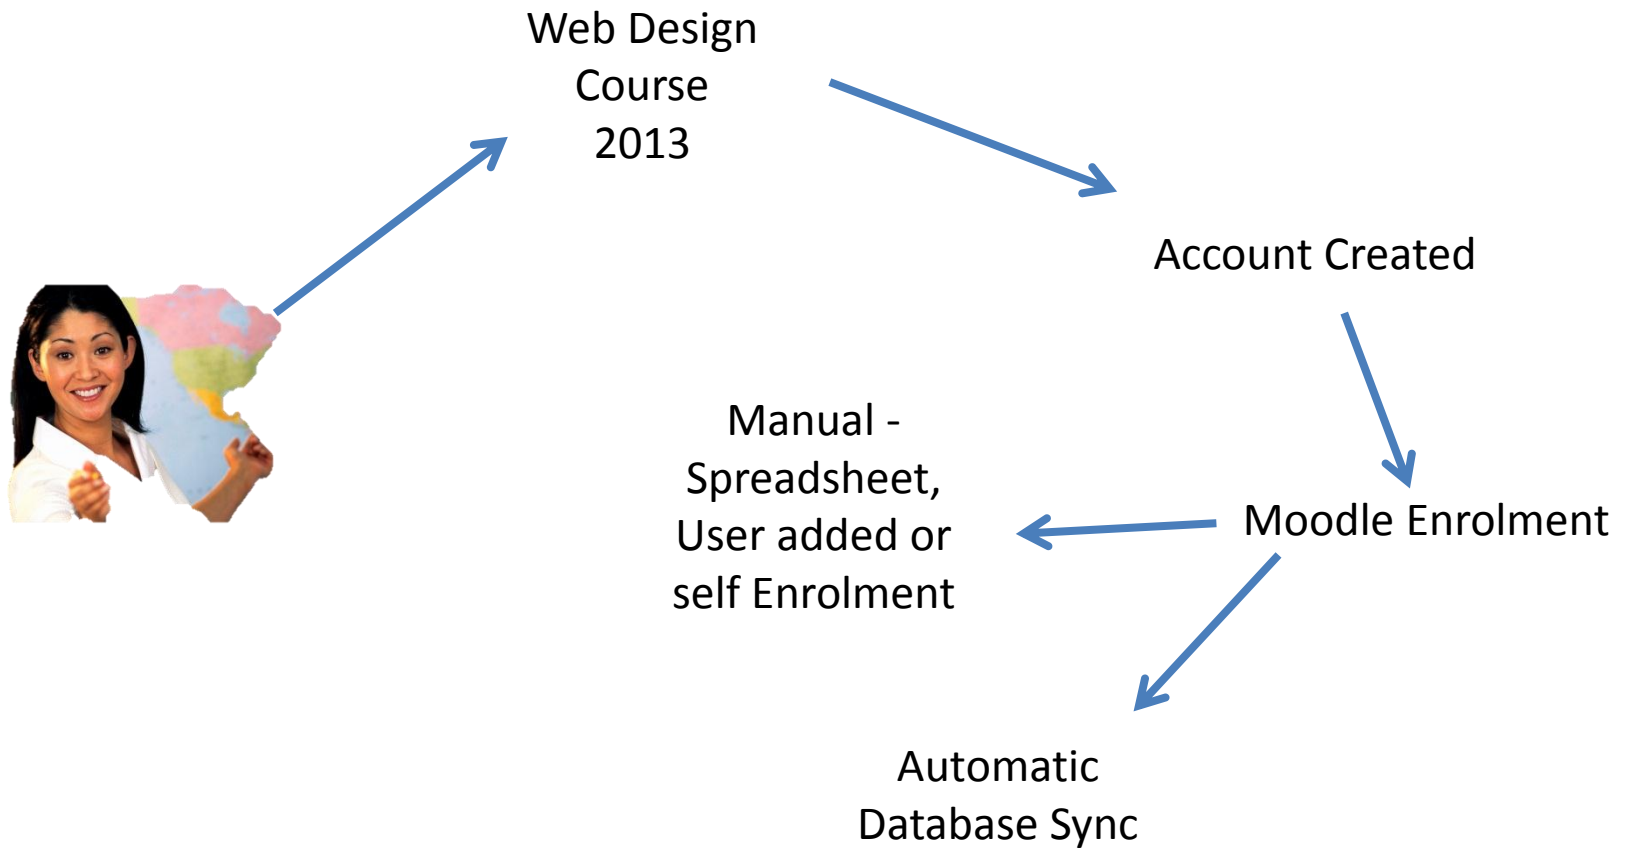 Web Design
Course
2013
Account Created
Manual -
Spreadsheet,
User added or
self Enrolment
Moodle Enrolment
Automatic
Database Sync